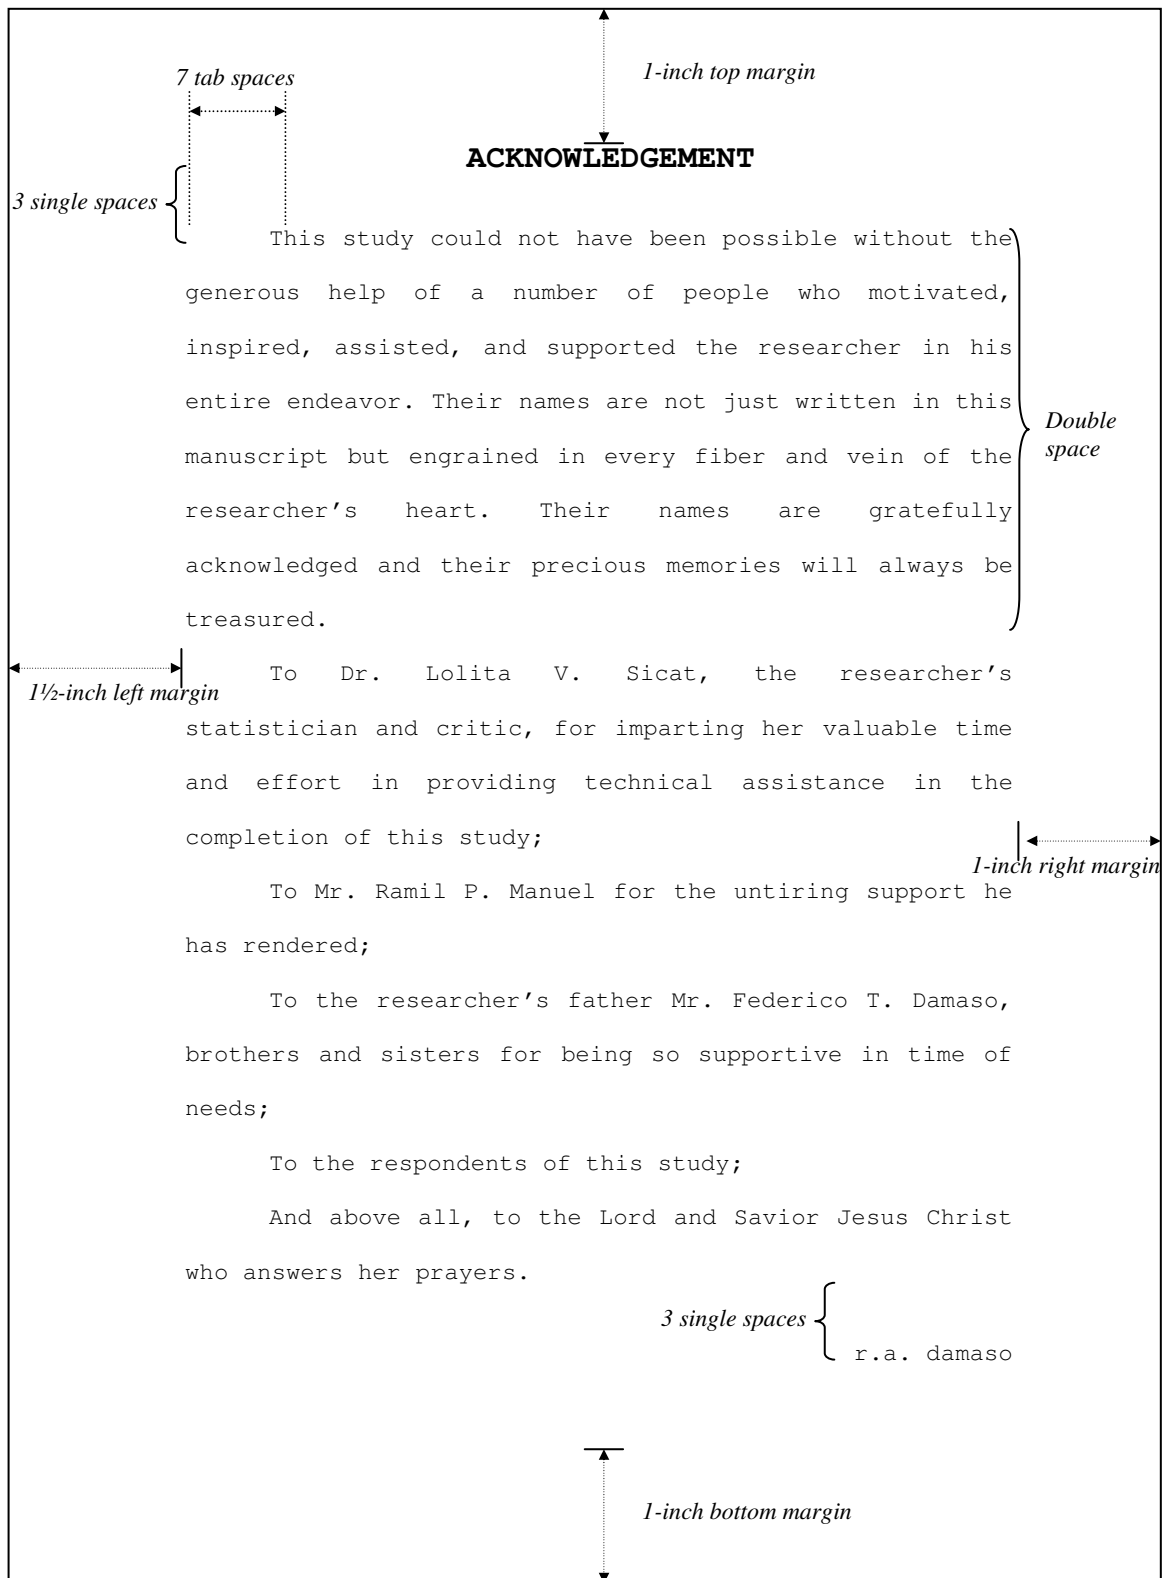 1-inch top margin
7 tab spaces
ACKNOWLEDGEMENT
3 single spaces
This study could not have been possible without the
generous help of a number of people who motivated,
inspired, assisted, and supported the researcher in his
entire endeavor. Their names are not just written in this
manuscript but engrained in every fiber and vein of the
researcher’s heart. Their names are gratefully
acknowledged and their precious memories will always be
treasured.
Double
space
To Dr. Lolita V. Sicat, the researcher’s
1½-inch left margin
statistician and critic, for imparting her valuable time
and effort in providing technical assistance in the
completion of this study;
1-inch right margin
To Mr. Ramil P. Manuel for the untiring support he
has rendered;
To the researcher’s father Mr. Federico T. Damaso,
brothers and sisters for being so supportive in time of
needs;
To the respondents of this study;
And above all, to the Lord and Savior Jesus Christ
who answers her prayers.
3 single spaces
r.a. damaso
1-inch bottom margin